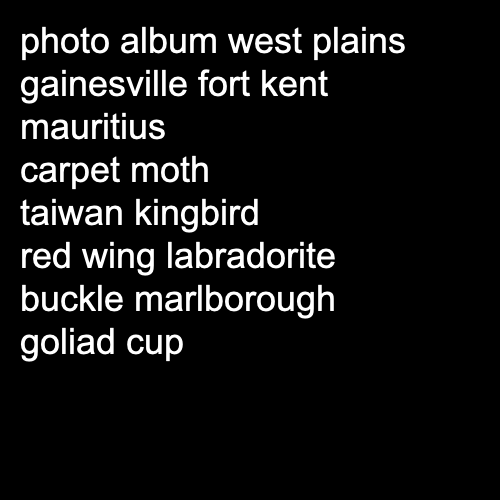 photo album west plains
gainesville fort kent
mauritius
carpet moth
taiwan kingbird
red wing labradorite
buckle marlborough
goliad cup